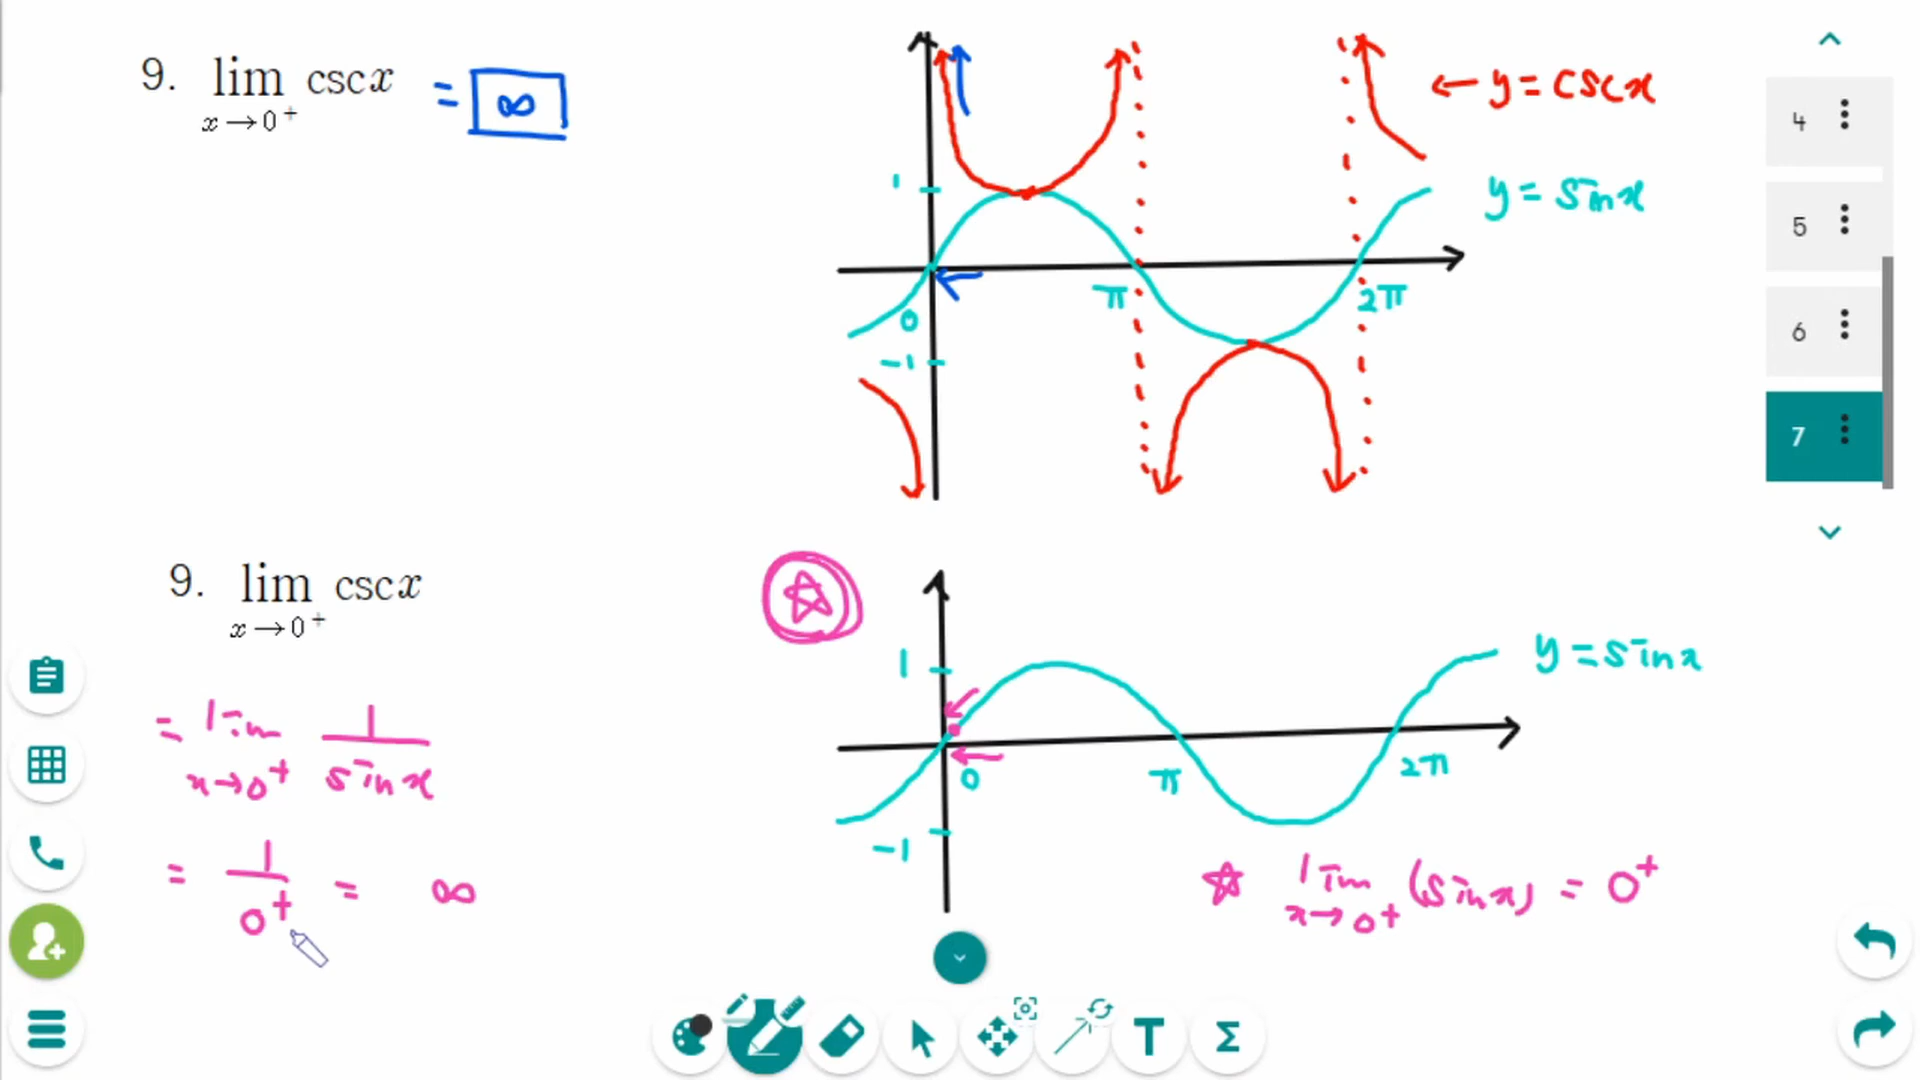 9. lim csc x = ∞
x → 0⁺
← y = csc x
y = sin x
1
0
π
2π
-1
4
5
6
7
9. lim csc x
x → 0⁺
= lim 1/sin x
x→0⁺
= 1/0⁺ = ∞
y = sin x
1
0
π
2π
-1
☆ lim (sin x) = 0⁺
x→0⁺
T
Σ